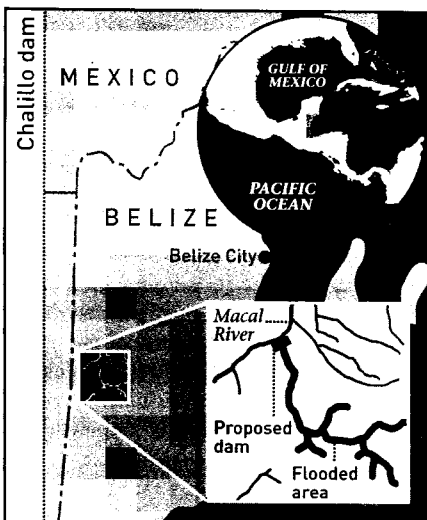 Chalillo dam
MEXICO
GULF OF
MEXICO
PACIFIC
OCEAN
BELIZE
Belize City
Macal
River
Proposed
dam
Flooded
area